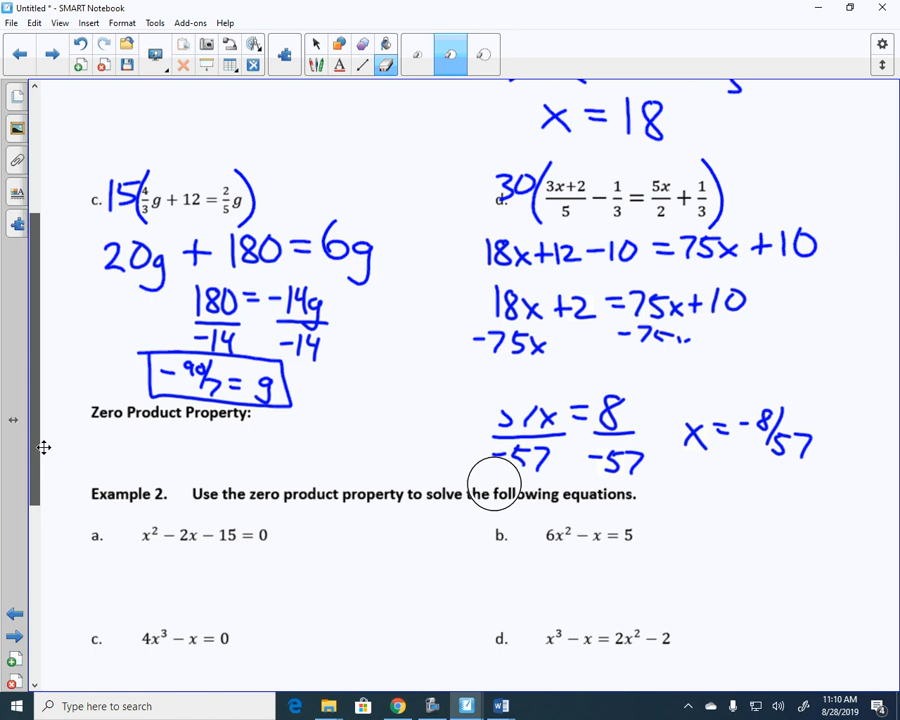 Untitled * - SMART Notebook
File Edit View Insert Format Tools Add-ons Help
x = 18
c. 15(4/3 g + 12 = 2/5 g)
20g + 180 = 6g
180 = -14g
-14 -14
-90/7 = g
30((3x+2)/5 − 1/3 = 5x/2 + 1/3)
18x+12-10 = 75x+10
18x+2 = 75x+10
-75x
57x = 8
-57 -57
x = -8/57
Zero Product Property:
Example 2. Use the zero product property to solve the following equations.
a. x² − 2x − 15 = 0
b. 6x² − x = 5
c. 4x³ − x = 0
d. x³ − x = 2x² − 2
Type here to search
11:10 AM
8/28/2019
4